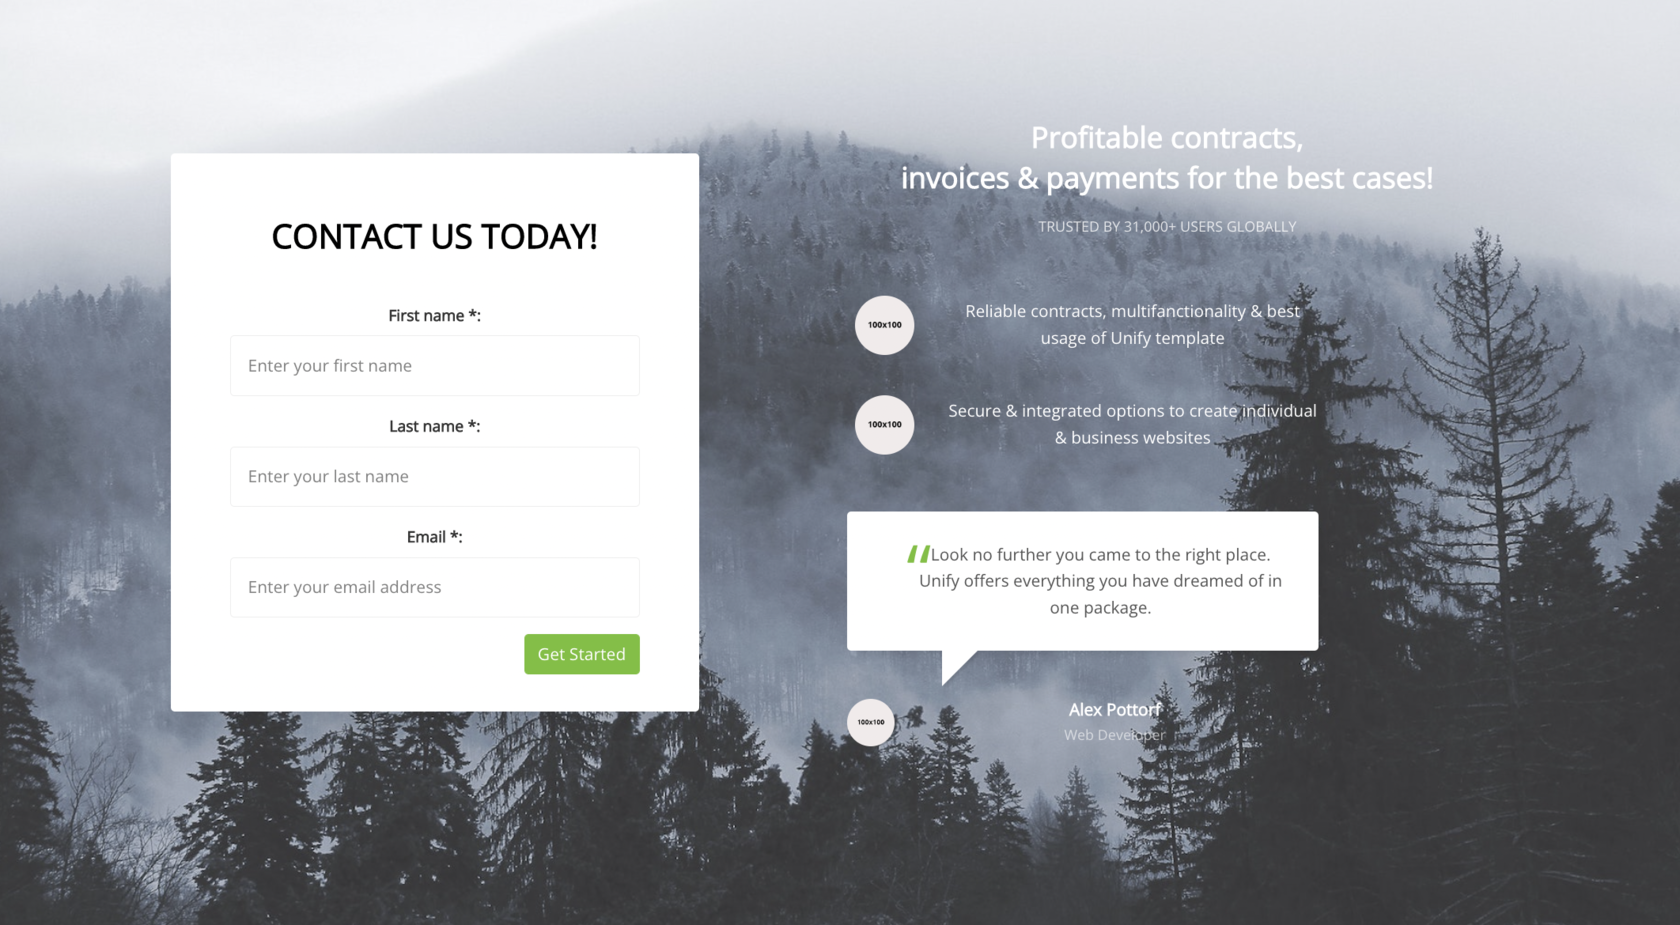 CONTACT US TODAY!
First name *:
Enter your first name
Last name *:
Enter your last name
Email *:
Enter your email address
Get Started
Profitable contracts,
invoices & payments for the best cases!
TRUSTED BY 31,000+ USERS GLOBALLY
100x100
Reliable contracts, multifanctionality & best
usage of Unify template
100x100
Secure & integrated options to create individual
& business websites
“Look no further you came to the right place.
Unify offers everything you have dreamed of in
one package.
100x100
Alex Pottorf
Web Developer